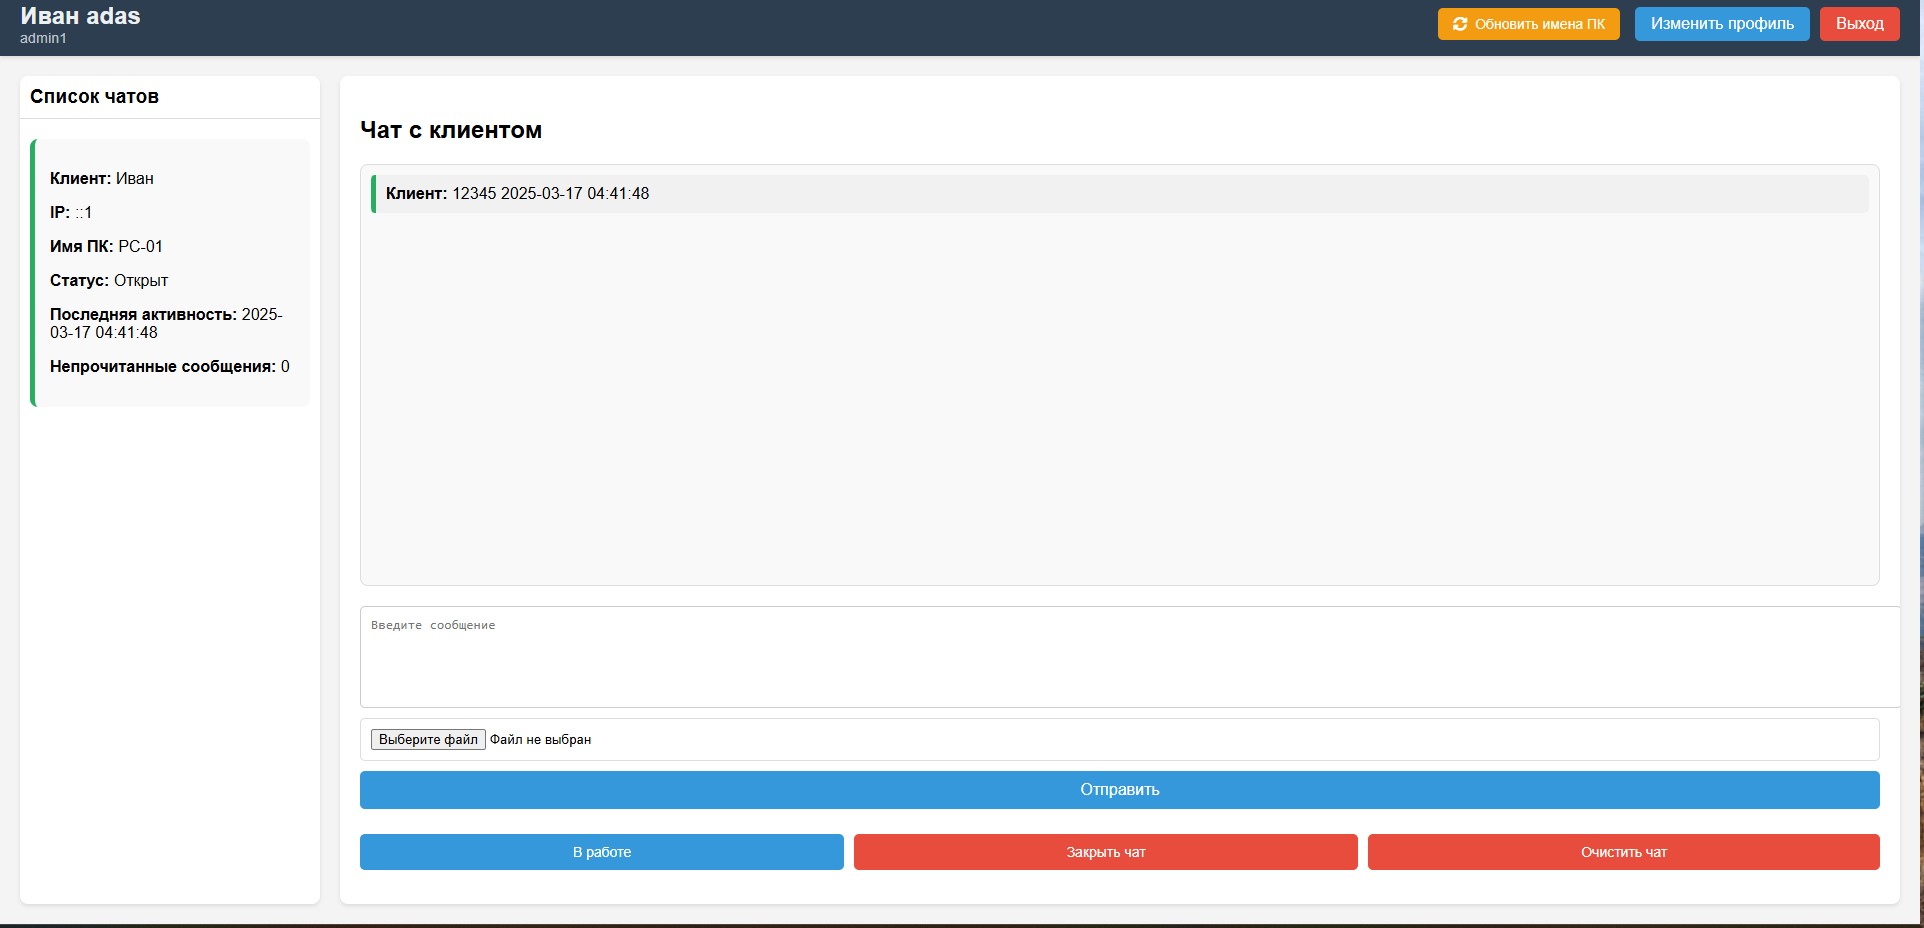 Иван adas
admin1
Обновить имена ПК
Изменить профиль
Выход
Список чатов
Клиент: Иван
IP: ::1
Имя ПК: PC-01
Статус: Открыт
Последняя активность: 2025-
03-17 04:41:48
Непрочитанные сообщения: 0
Чат с клиентом
Клиент: 12345 2025-03-17 04:41:48
Введите сообщение
Выберите файл Файл не выбран
Отправить
В работе
Закрыть чат
Очистить чат